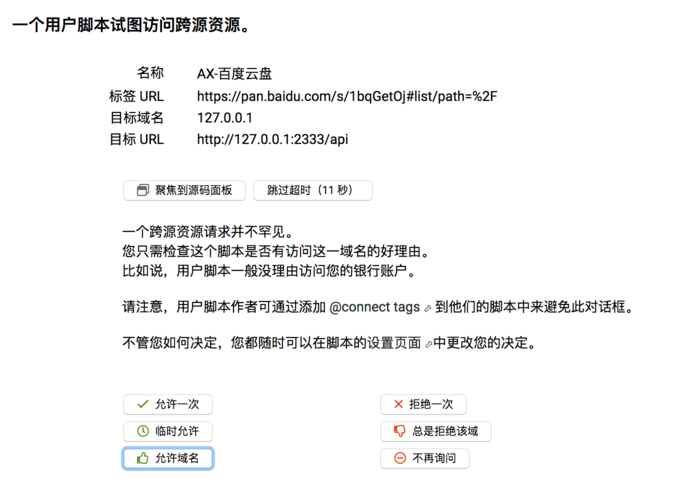 一个用户脚本试图访问跨源资源。
名称 AX-百度云盘
标签 URL https://pan.baidu.com/s/1bqGetOj#list/path=%2F
目标域名 127.0.0.1
目标 URL http://127.0.0.1:2333/api
聚焦到源码面板 跳过超时（11 秒）
一个跨源资源请求并不罕见。
您只需检查这个脚本是否有访问这一域名的好理由。
比如说，用户脚本一般没理由访问您的银行账户。
请注意，用户脚本作者可通过添加 @connect tags 到他们的脚本中来避免此对话框。
不管您如何决定，您都随时可以在脚本的设置页面 中更改您的决定。
允许一次 拒绝一次
临时允许 总是拒绝该域
允许域名 不再询问